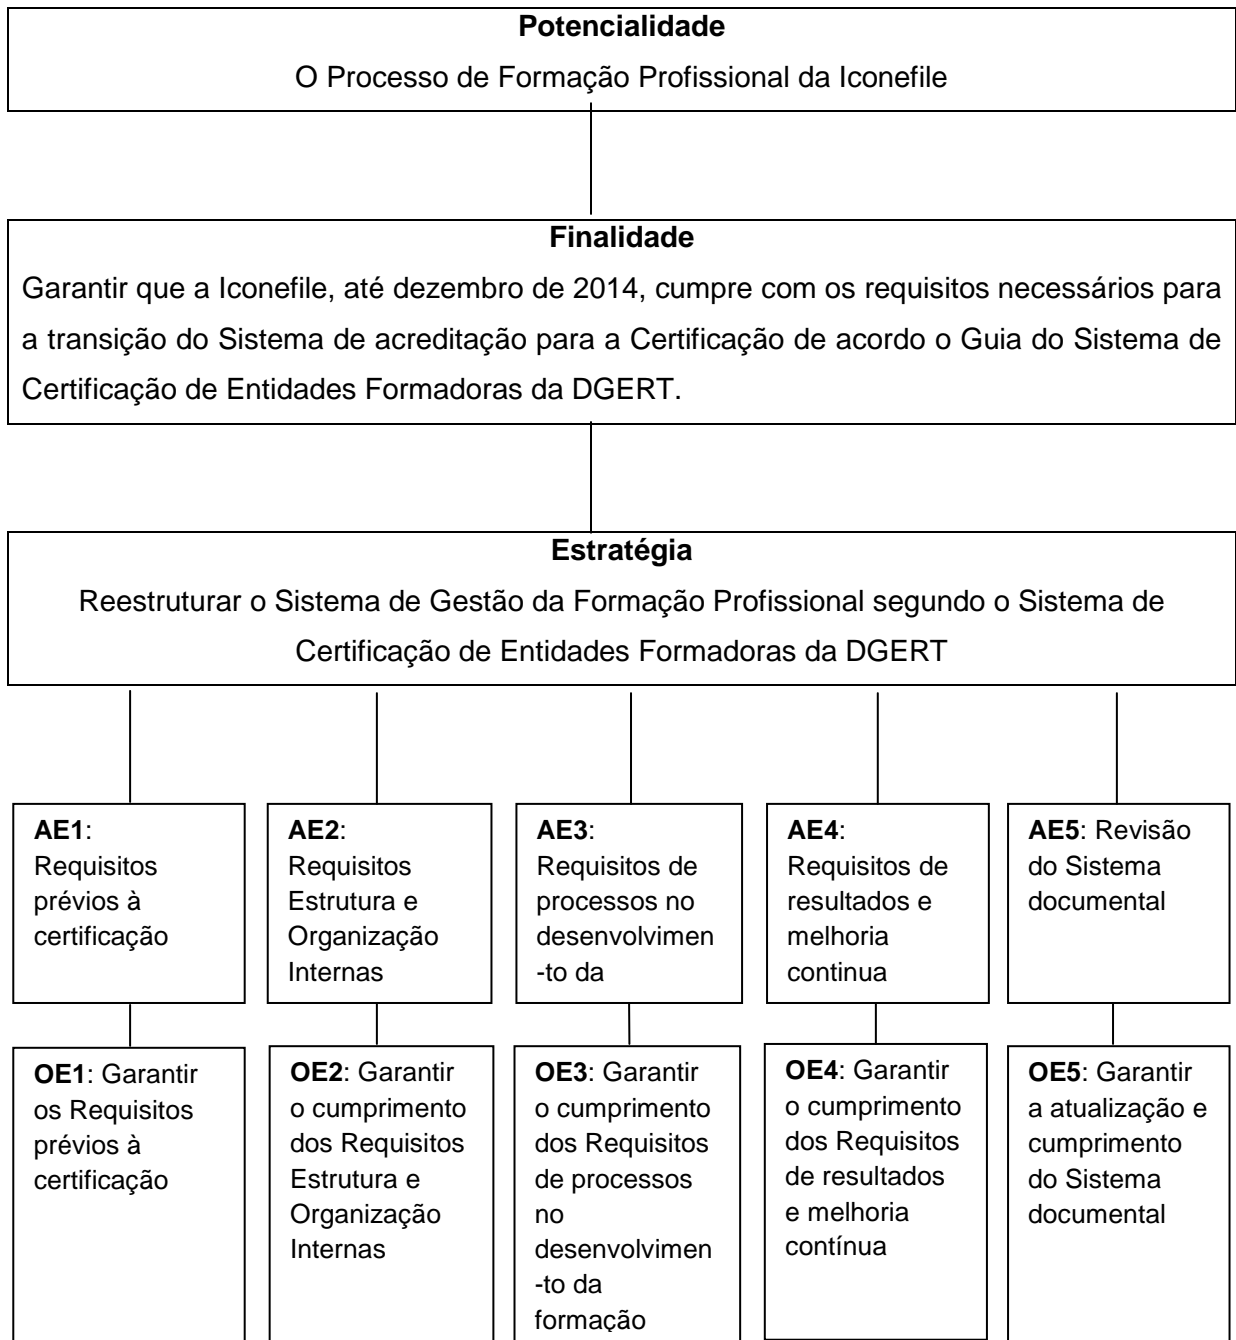 Potencialidade
O Processo de Formação Profissional da Iconefile
Finalidade
Garantir que a Iconefile, até dezembro de 2014, cumpre com os requisitos necessários para
a transição do Sistema de acreditação para a Certificação de acordo o Guia do Sistema de
Certificação de Entidades Formadoras da DGERT.
Estratégia
Reestruturar o Sistema de Gestão da Formação Profissional segundo o Sistema de
Certificação de Entidades Formadoras da DGERT
AE1:
Requisitos
prévios à
certificação
AE2:
Requisitos
Estrutura e
Organização
Internas
AE3:
Requisitos de
processos no
desenvolvimen
-to da
AE4:
Requisitos de
resultados e
melhoria
continua
AE5: Revisão
do Sistema
documental
OE1: Garantir
os Requisitos
prévios à
certificação
OE2: Garantir
o cumprimento
dos Requisitos
Estrutura e
Organização
Internas
OE3: Garantir
o cumprimento
dos Requisitos
de processos
no
desenvolvimen
-to da
formação
OE4: Garantir
o cumprimento
dos Requisitos
de resultados
e melhoria
contínua
OE5: Garantir
a atualização e
cumprimento
do Sistema
documental